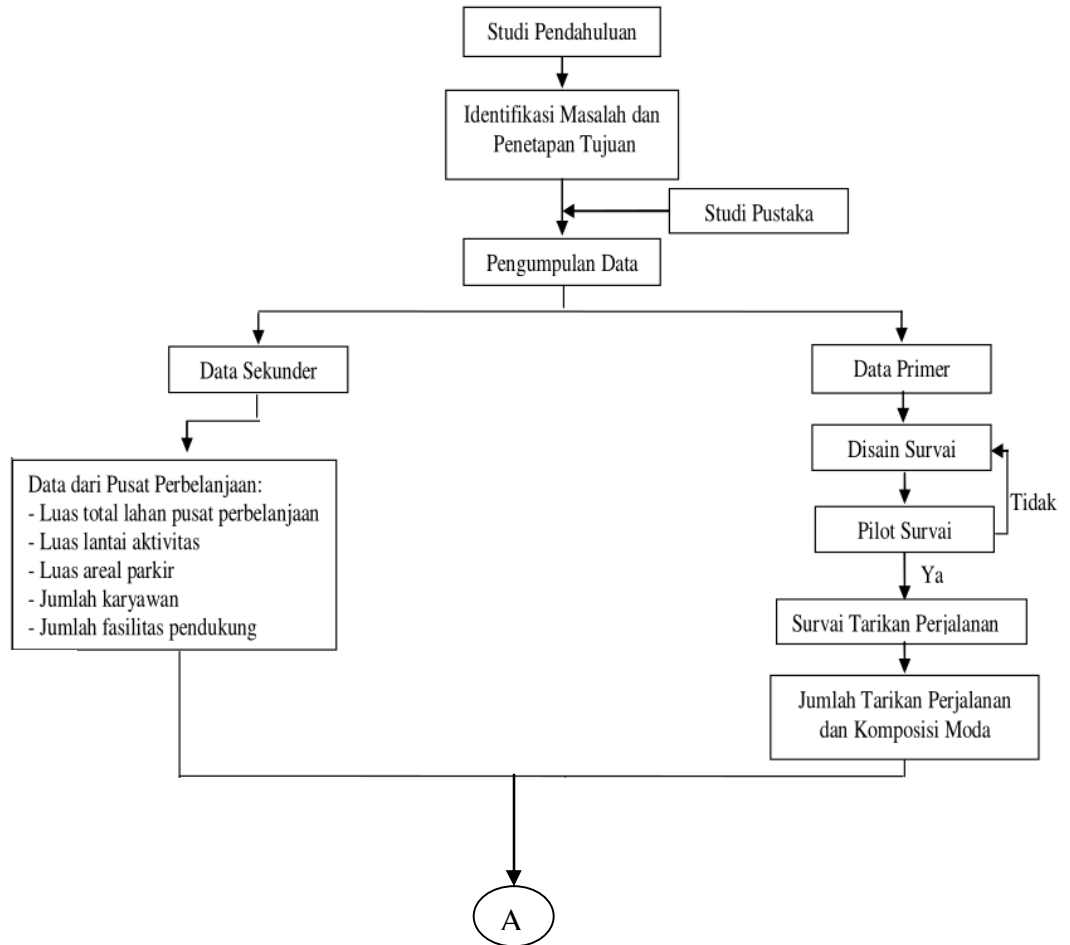 Studi Pendahuluan
Identifikasi Masalah dan
Penetapan Tujuan
Studi Pustaka
Pengumpulan Data
Data Sekunder
Data dari Pusat Perbelanjaan:
- Luas total lahan pusat perbelanjaan
- Luas lantai aktivitas
- Luas areal parkir
- Jumlah karyawan
- Jumlah fasilitas pendukung
Data Primer
Disain Survai
Tidak
Pilot Survai
Ya
Survai Tarikan Perjalanan
Jumlah Tarikan Perjalanan
dan Komposisi Moda
A